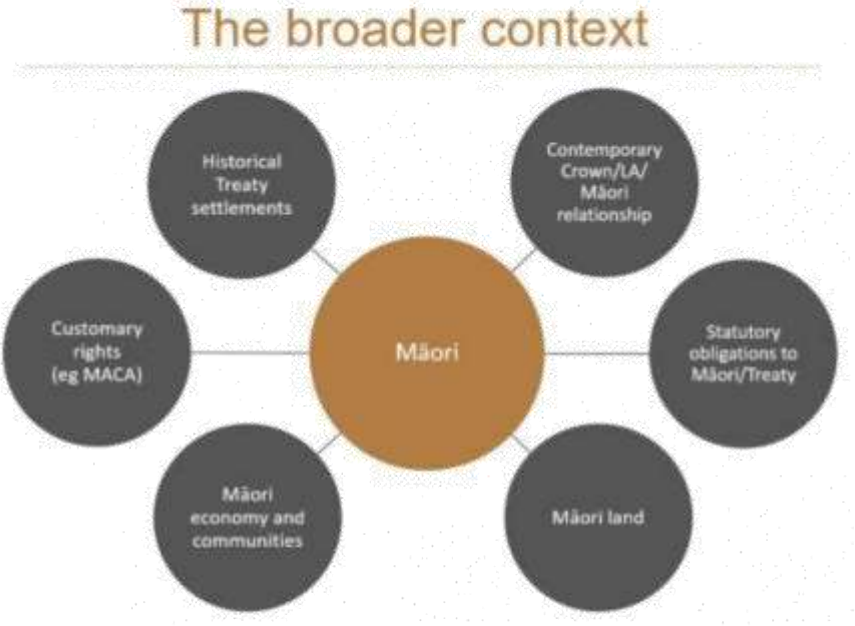 The broader context
Historical
Treaty
settlements
Contemporary
Crown/LA/
Māori
relationship
Customary
rights
(eg MACA)
Māori
Statutory
obligations to
Māori/Treaty
Māori
economy and
communities
Māori land